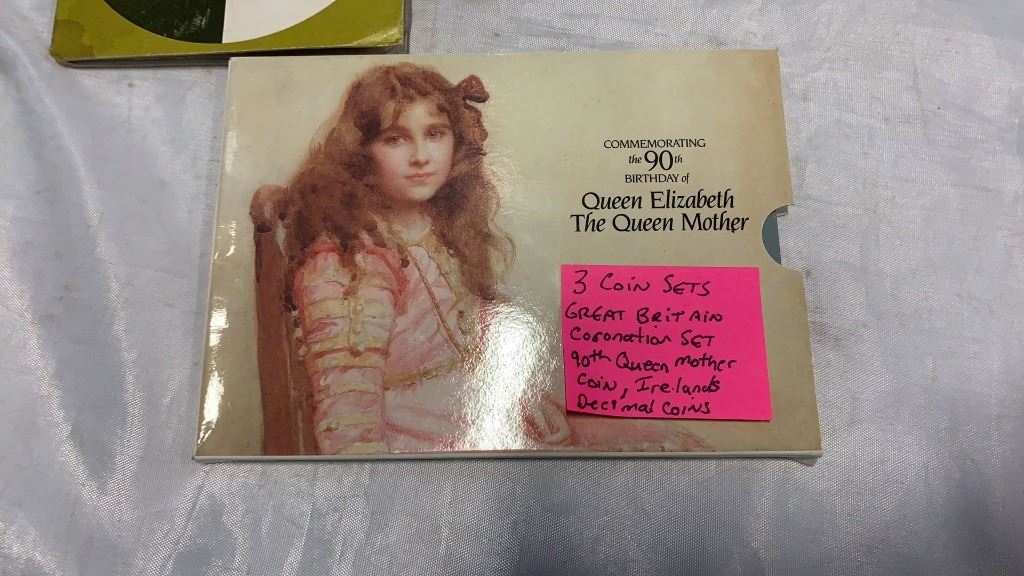 COMMEMORATING
the 90th
BIRTHDAY of
Queen Elizabeth
The Queen Mother
3 COIN SETS
GREAT BRITAIN
CORONATION SET
90th Queen Mother
COIN, Ireland's
Decimal COINS